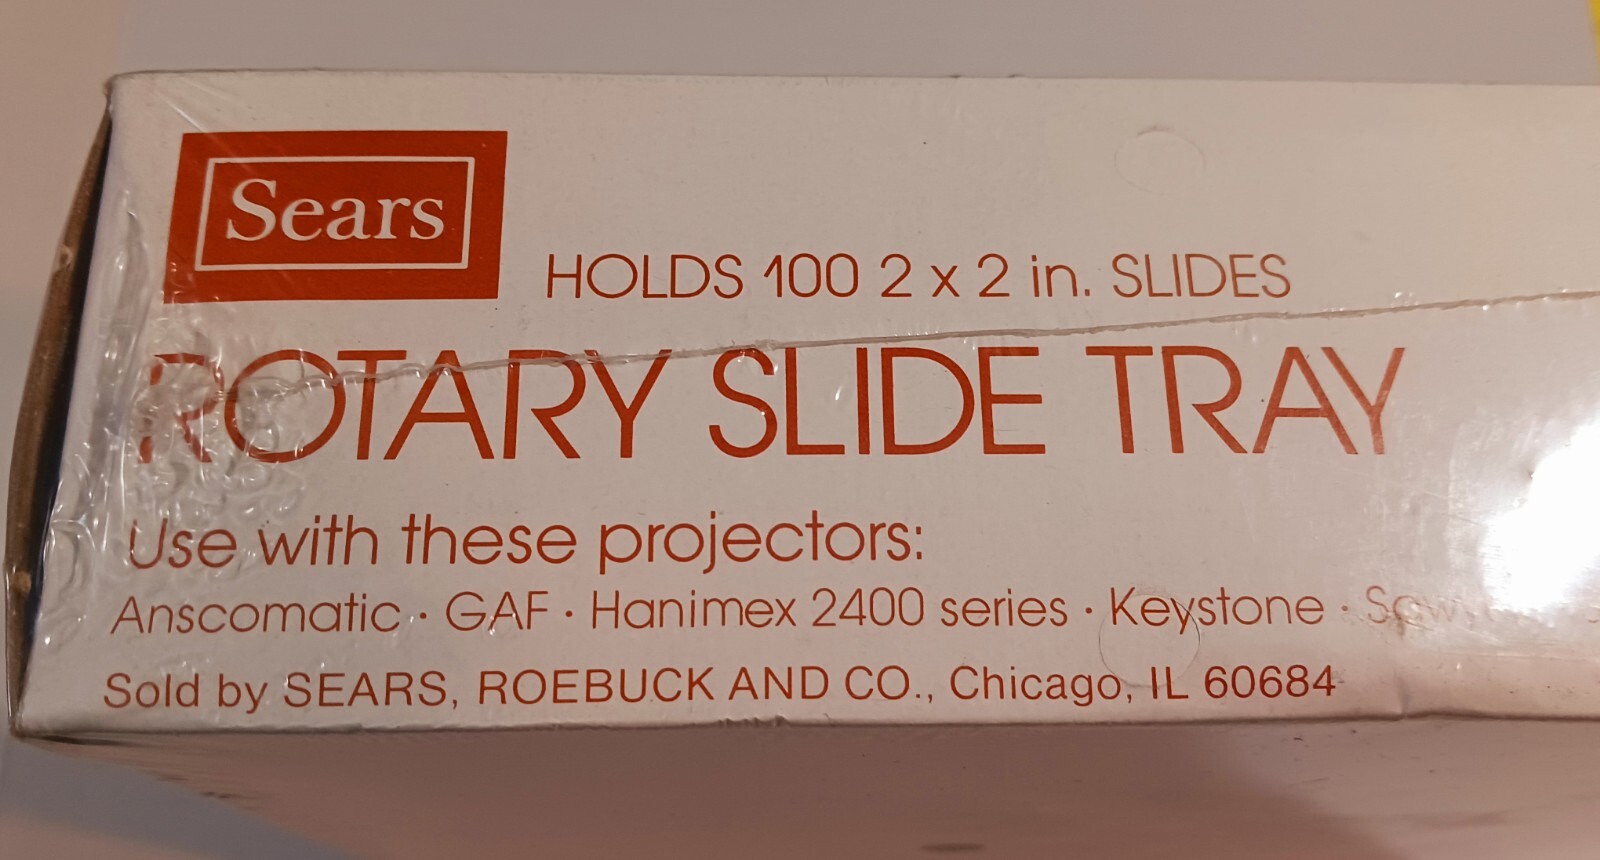 Sears
HOLDS 100 2 x 2 in. SLIDES
ROTARY SLIDE TRAY
Use with these projectors:
Anscomatic · GAF · Hanimex 2400 series · Keystone ·
Sold by SEARS, ROEBUCK AND CO., Chicago, IL 60684